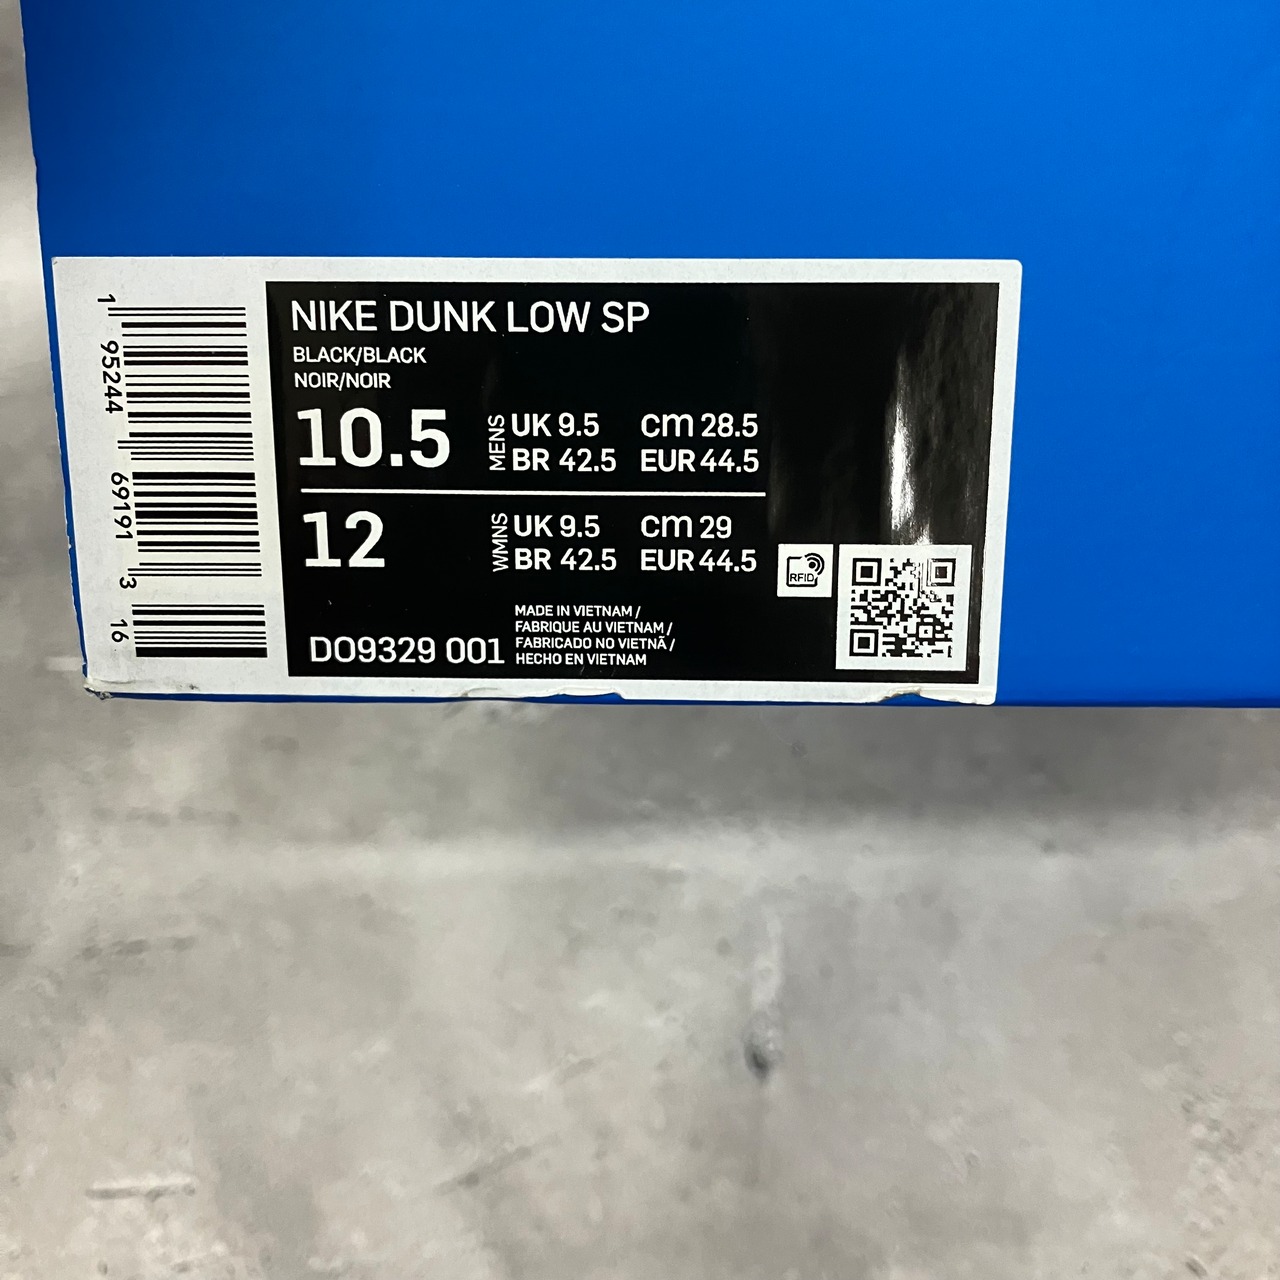 NIKE DUNK LOW SP
BLACK/BLACK
NOIR/NOIR
10.5 MENS UK 9.5 cm 28.5
BR 42.5 EUR 44.5
12 WMNS UK 9.5 cm 29
BR 42.5 EUR 44.5
RFID
DO9329 001
MADE IN VIETNAM /
FABRIQUE AU VIETNAM /
FABRICADO NO VIETNÃ /
HECHO EN VIETNAM
1 95244 69191 3 16